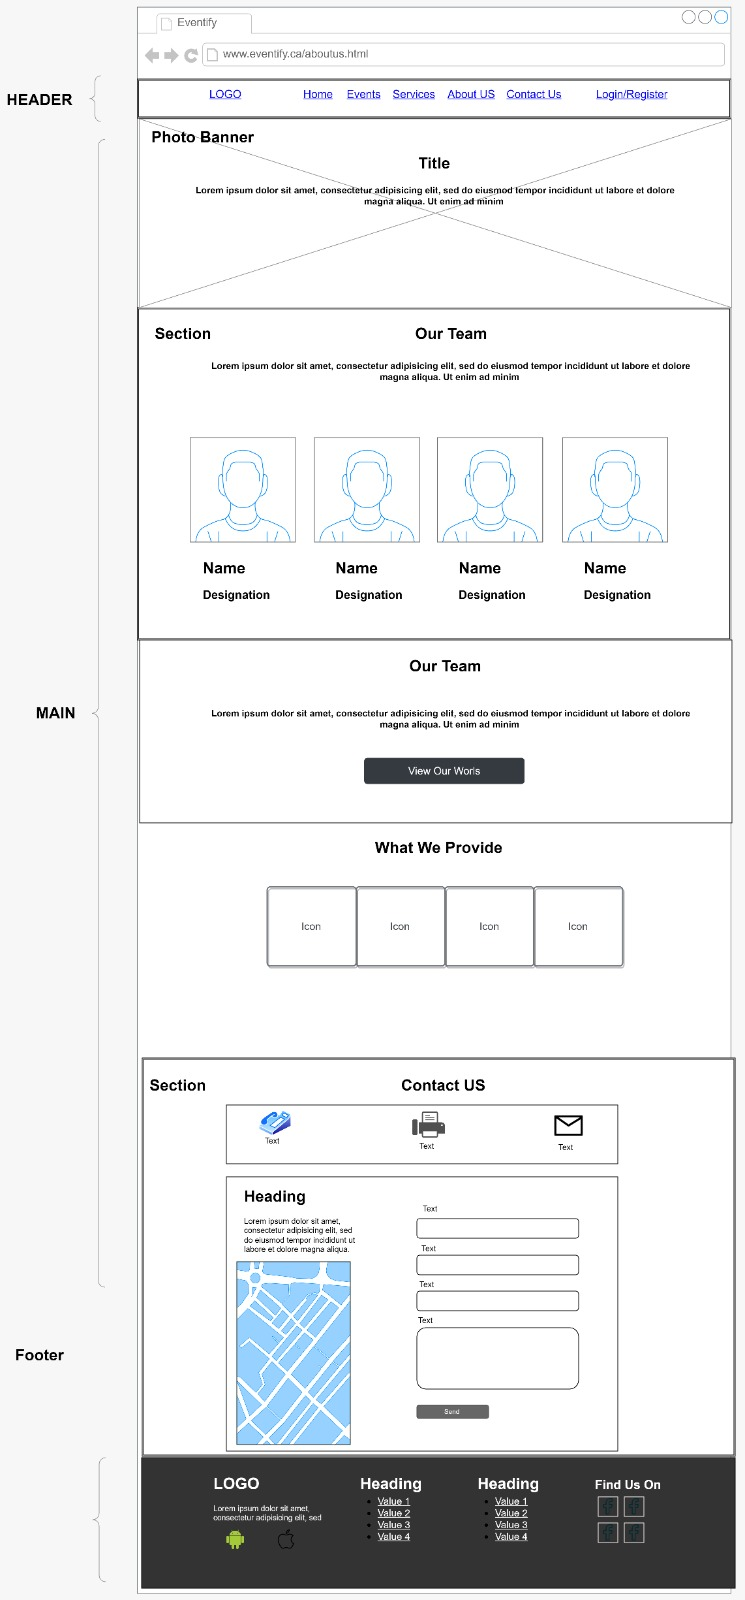 Eventify
www.eventify.ca/aboutus.html
HEADER
LOGO Home Events Services About US Contact Us Login/Register
Photo Banner
Title
Lorem ipsum dolor sit amet, consectetur adipisicing elit, sed do eiusmod tempor incididunt ut labore et dolore
magna aliqua. Ut enim ad minim
Section
Our Team
Lorem ipsum dolor sit amet, consectetur adipisicing elit, sed do eiusmod tempor incididunt ut labore et dolore
magna aliqua. Ut enim ad minim
Name Name Name Name
Designation Designation Designation Designation
MAIN
Our Team
Lorem ipsum dolor sit amet, consectetur adipisicing elit, sed do eiusmod tempor incididunt ut labore et dolore
magna aliqua. Ut enim ad minim
View Our Worls
What We Provide
Icon Icon Icon Icon
Section
Contact US
Text Text Text
Heading
Lorem ipsum dolor sit amet,
consectetur adipisicing elit, sed
do eiusmod tempor incididunt ut
labore et dolore magna aliqua.
Text
Text
Text
Text
Send
Footer
LOGO
Lorem ipsum dolor sit amet,
consectetur adipisicing elit, sed
Heading
Value 1
Value 2
Value 3
Value 4
Heading
Value 1
Value 2
Value 3
Value 4
Find Us On